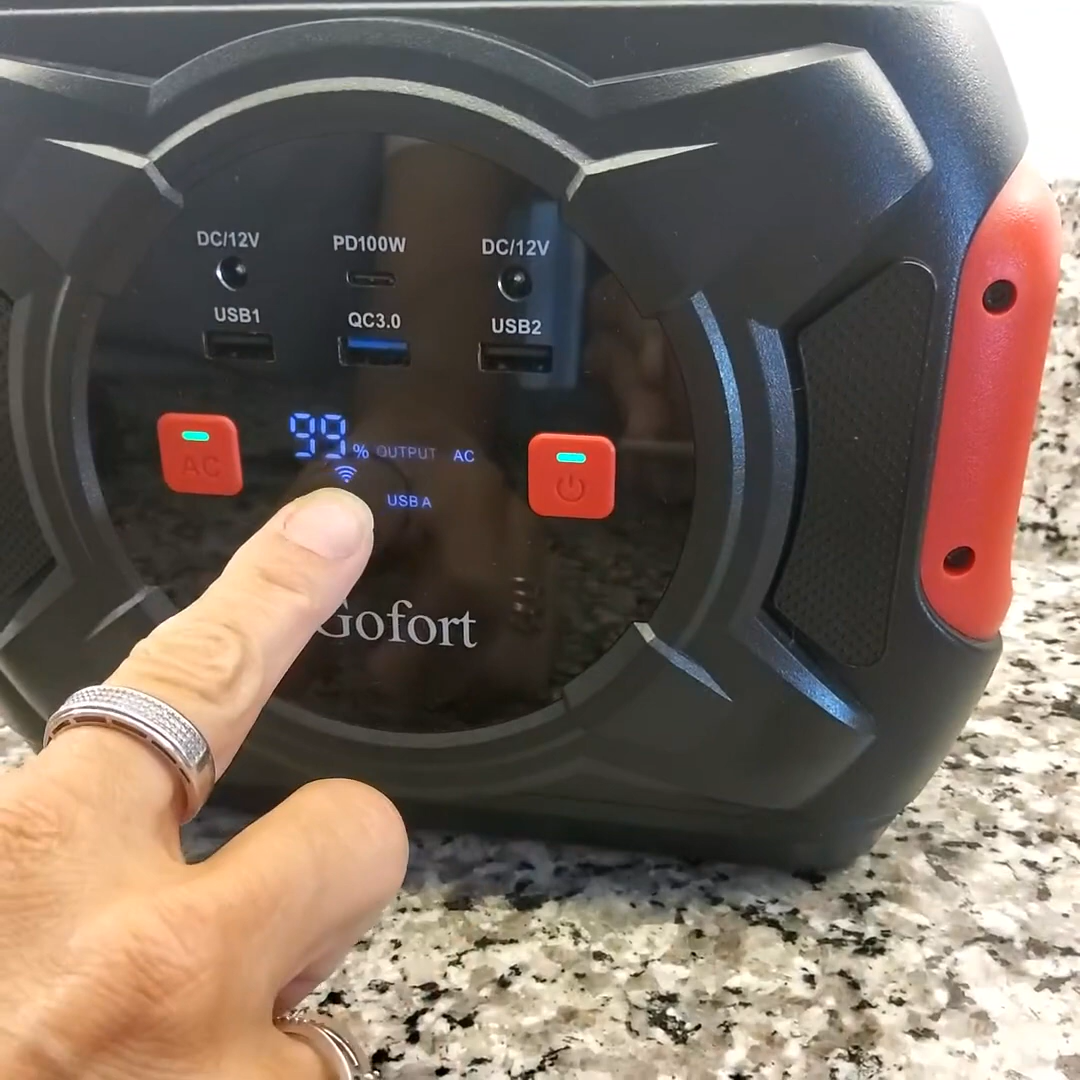 DC/12V PD100W DC/12V
USB1 QC3.0 USB2
AC
99% OUTPUT AC
USB A
Gofort